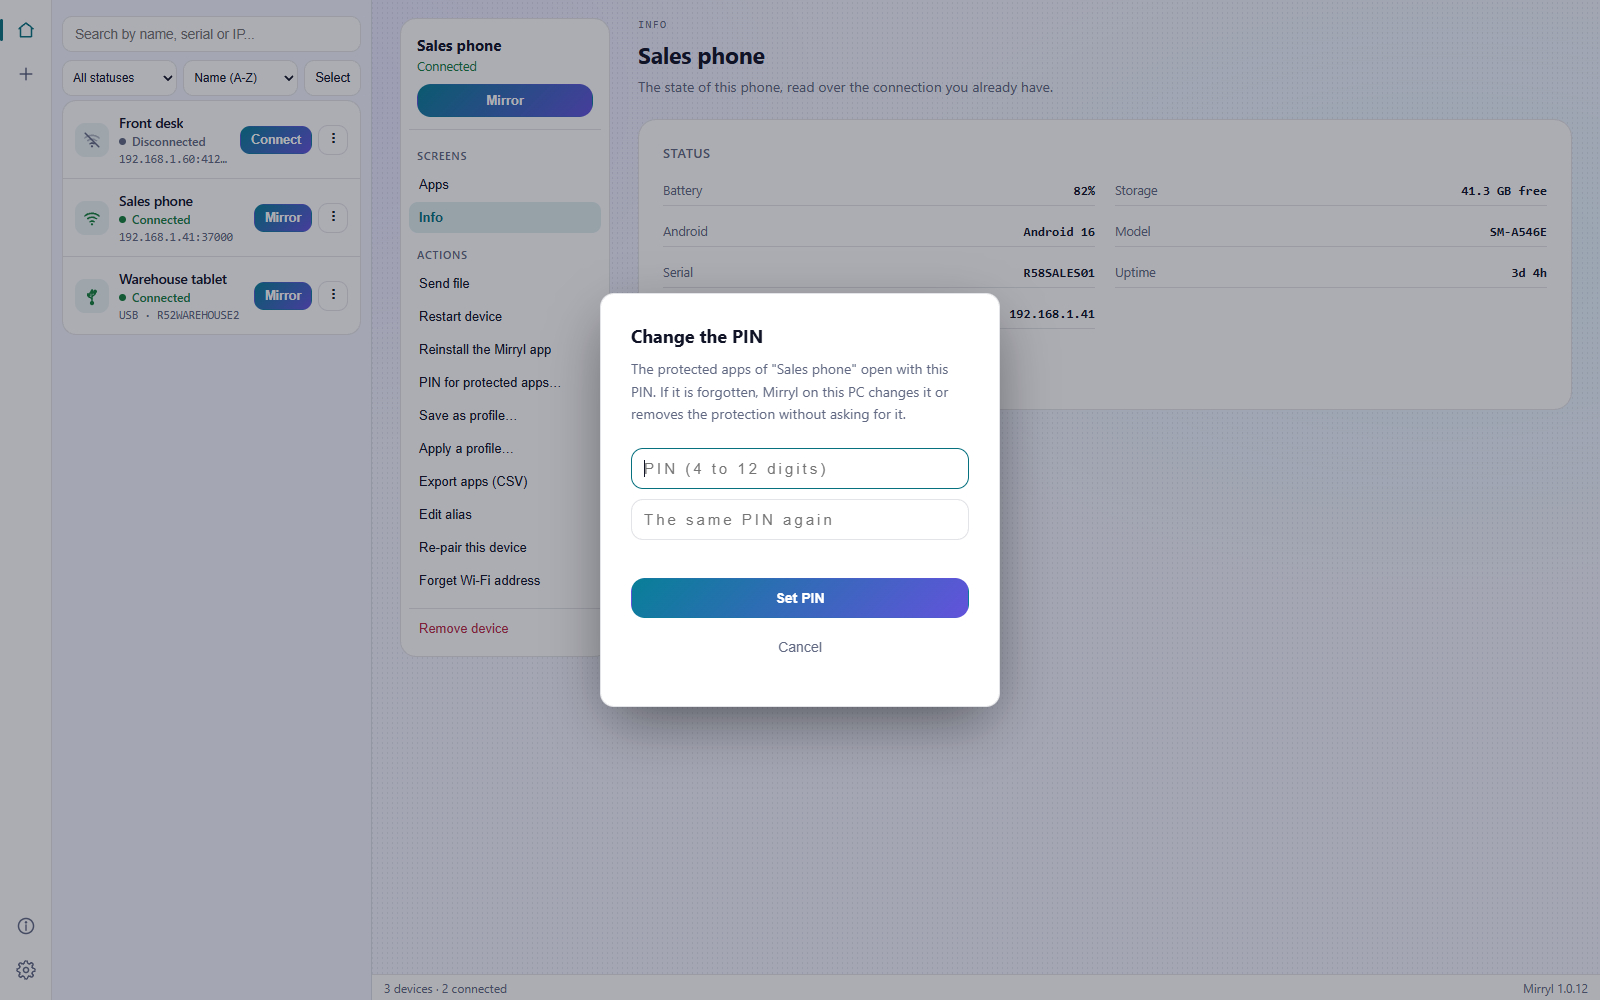 Search by name, serial or IP...
All statuses
Name (A-Z)
Select
Front desk
Disconnected
192.168.1.60:412…
Connect
Sales phone
Connected
192.168.1.41:37000
Mirror
Warehouse tablet
Connected
USB · R52WAREHOUSE2
Mirror
Sales phone
Connected
Mirror
SCREENS
Apps
Info
ACTIONS
Send file
Restart device
Reinstall the Mirryl app
PIN for protected apps…
Save as profile…
Apply a profile…
Export apps (CSV)
Edit alias
Re-pair this device
Forget Wi-Fi address
Remove device
INFO
Sales phone
The state of this phone, read over the connection you already have.
STATUS
Battery 82%
Storage 41.3 GB free
Android Android 16
Model SM-A546E
Serial R58SALES01
Uptime 3d 4h
192.168.1.41
Change the PIN
The protected apps of "Sales phone" open with this
PIN. If it is forgotten, Mirryl on this PC changes it or
removes the protection without asking for it.
PIN (4 to 12 digits)
The same PIN again
Set PIN
Cancel
3 devices · 2 connected
Mirryl 1.0.12